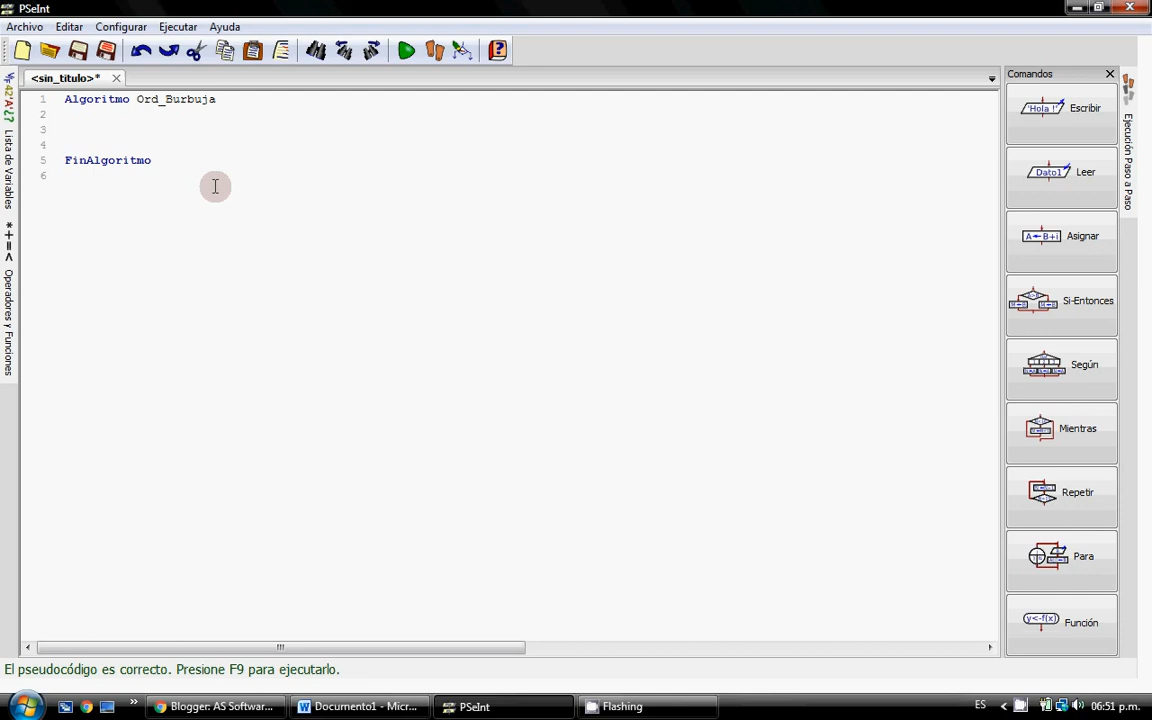 PSeInt
Archivo Editar Configurar Ejecutar Ayuda
<sin_titulo>*
1 Algoritmo Ord_Burbuja
2
3
4
5 FinAlgoritmo
6
*+=<
Lista de Variables
Operadores y Funciones
Comandos
'Hola !' Escribir
Dato1 Leer
A←B+i Asignar
Si-Entonces
Según
Mientras
Repetir
Para
y<-f(x) Función
Ejecución Paso a Paso
El pseudocódigo es correcto. Presione F9 para ejecutarlo.
Blogger: AS Softwar... Documento1 - Micr... PSeInt Flashing ES 06:51 p.m.